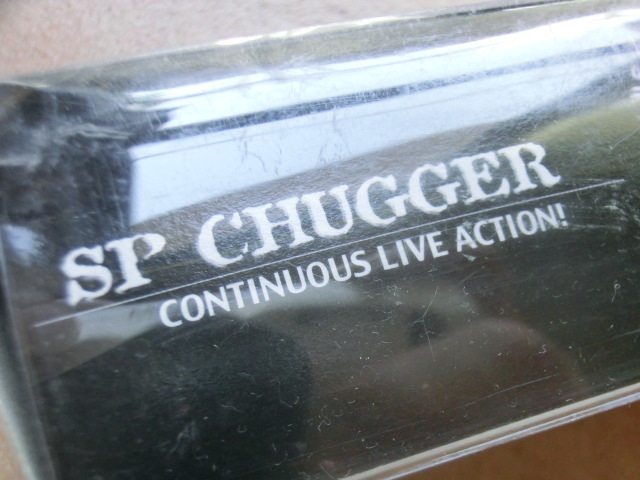 SP CHUGGER
CONTINUOUS LIVE ACTION!